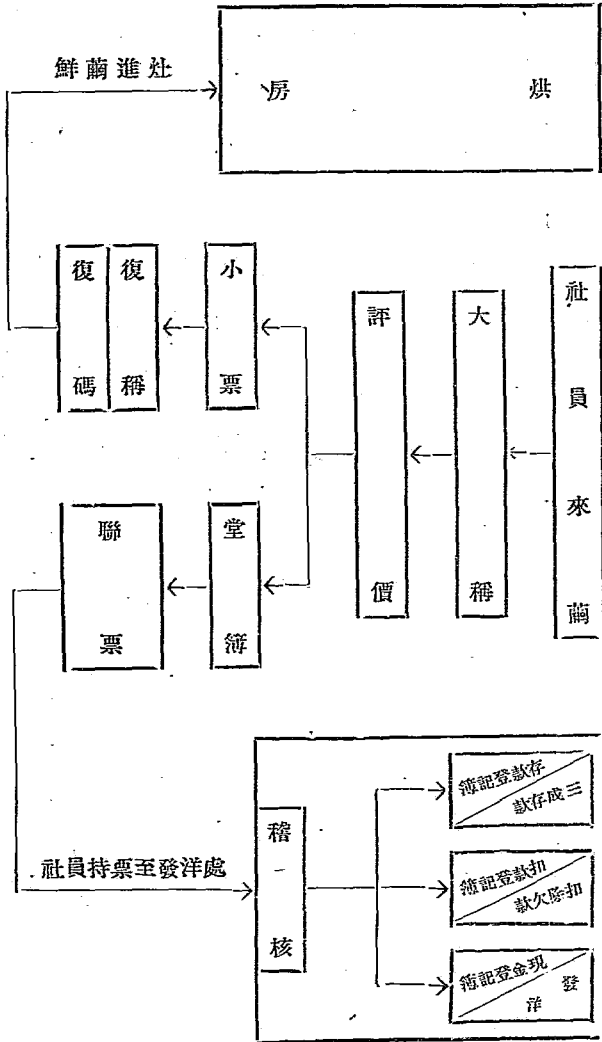 鮮繭進灶
烘房
社員來繭
大稱
評價
小票
復稱
復碼
堂簿
聯票
社員持票至發洋處
稽核
存款登記簿
三成存款
扣款登記簿
扣除欠款
現金登記簿
發洋